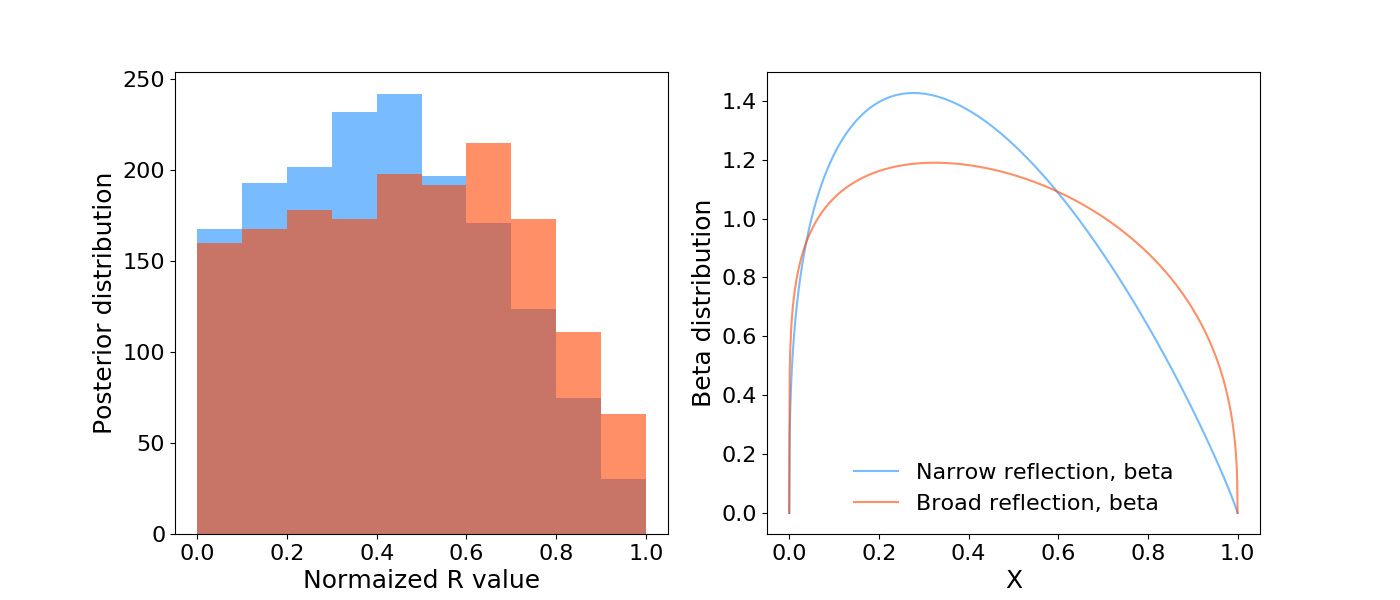 Posterior distribution
250
200
150
100
50
0
0.0 0.2 0.4 0.6 0.8 1.0
Normaized R value
Beta distribution
1.4
1.2
1.0
0.8
0.6
0.4
0.2
0.0
Narrow reflection, beta
Broad reflection, beta
0.0 0.2 0.4 0.6 0.8 1.0
X